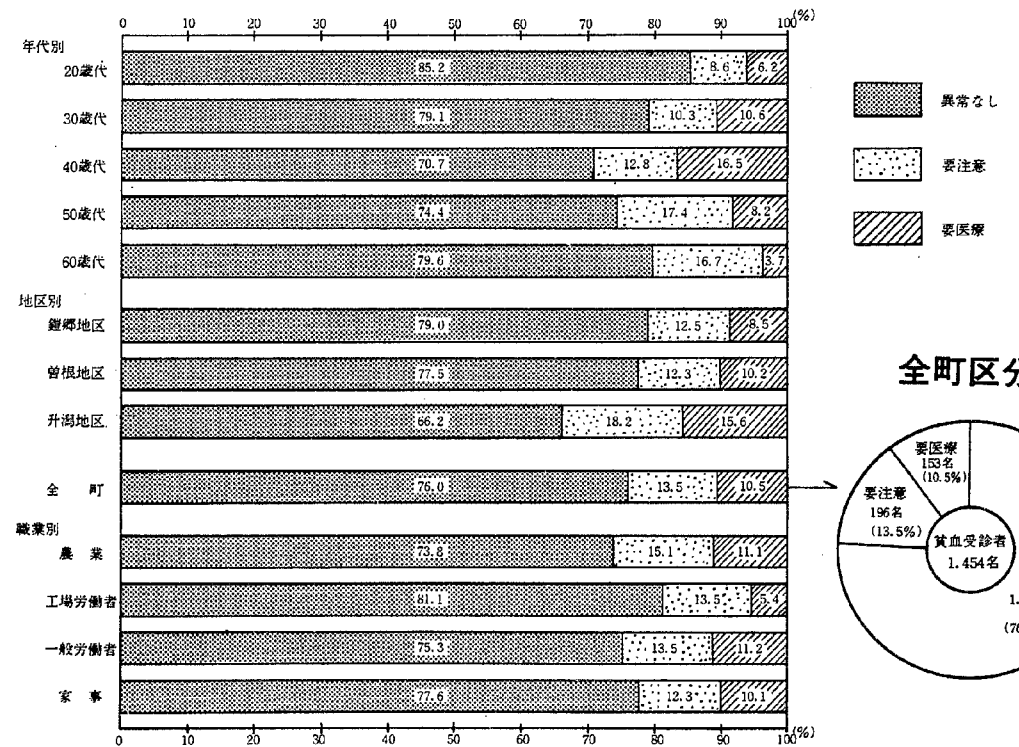 0 10 20 30 40 50 60 70 80 90 100(%)
年代別
20歳代 85.2 8.6 6.2
30歳代 79.1 10.3 10.6
40歳代 70.7 12.8 16.5
50歳代 74.4 17.4 8.2
60歳代 79.6 16.7 3.7
地区別
鎧郷地区 79.0 12.5 8.5
曽根地区 77.5 12.3 10.2
升潟地区 66.2 18.2 15.6
全町 76.0 13.5 10.5
職業別
農業 73.8 15.1 11.1
工場労働者 81.1 13.5 5.4
一般労働者 75.3 13.5 11.2
家事 77.6 12.3 10.1
0 10 20 30 40 50 60 70 80 90 100(%)
異常なし
要注意
要医療
全町区分
要医療
153名
(10.5%)
要注意
196名
(13.5%)
貧血受診者
1.454名
1.
(76